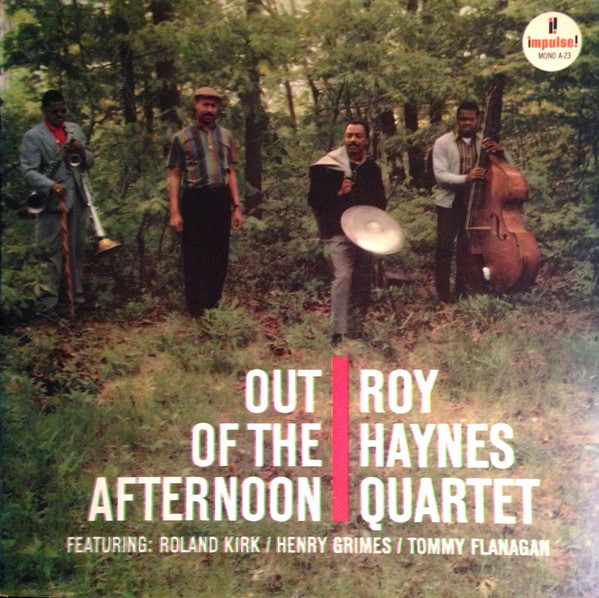 impulse!
MONO A-23
OUT
OF THE
AFTERNOON
ROY
HAYNES
QUARTET
FEATURING: ROLAND KIRK / HENRY GRIMES / TOMMY FLANAGAN